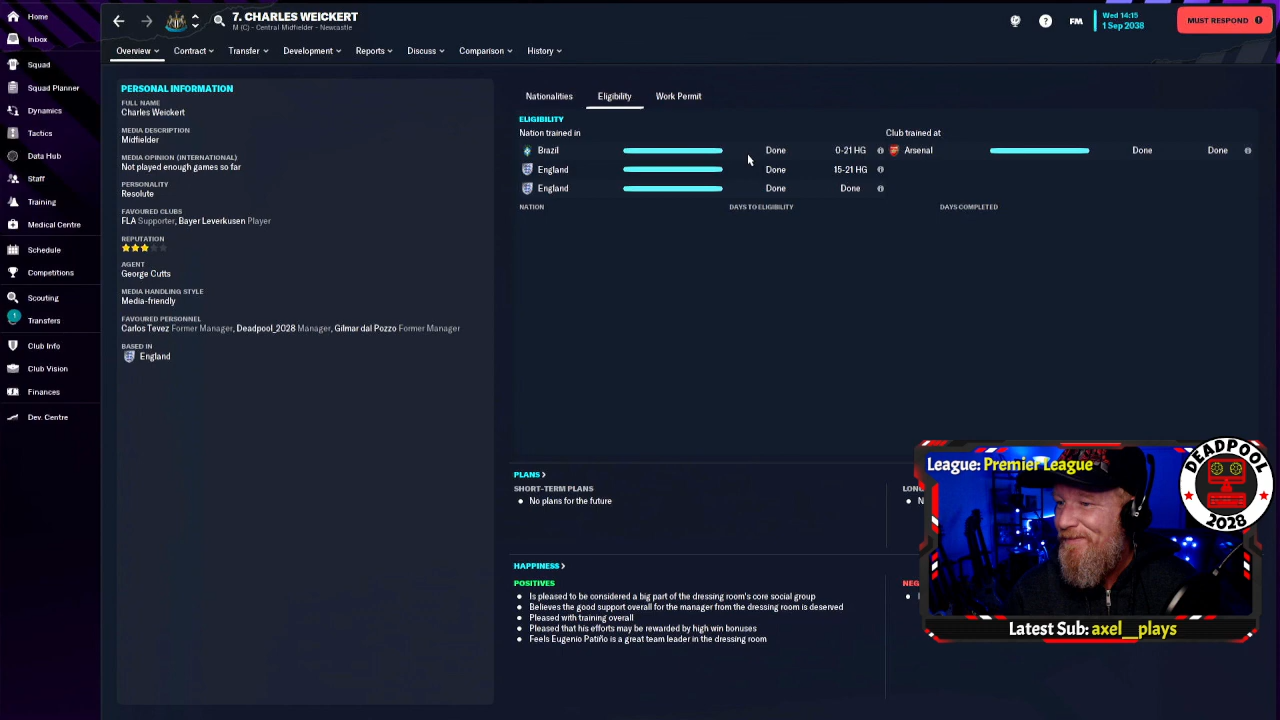 Home
Inbox
Squad
Squad Planner
Dynamics
Tactics
Data Hub
Staff
Training
Medical Centre
Schedule
Competitions
Scouting
1
Transfers
Club Info
Club Vision
Finances
Dev. Centre
7. CHARLES WEICKERT
M (C) - Central Midfielder - Newcastle
?
FM
Wed 14:15
1 Sep 2038
MUST RESPOND
Overview
Contract
Transfer
Development
Reports
Discuss
Comparison
History
PERSONAL INFORMATION
FULL NAME
Charles Weickert
MEDIA DESCRIPTION
Midfielder
MEDIA OPINION (INTERNATIONAL)
Not played enough games so far
PERSONALITY
Resolute
FAVOURED CLUBS
FLA Supporter, Bayer Leverkusen Player
REPUTATION
AGENT
George Cutts
MEDIA HANDLING STYLE
Media-friendly
FAVOURED PERSONNEL
Carlos Tevez Former Manager, Deadpool_2028 Manager, Gilmar dal Pozzo Former Manager
BASED IN
England
Nationalities
Eligibility
Work Permit
ELIGIBILITY
Nation trained in
Club trained at
Brazil Done 0-21 HG
Arsenal Done Done
England Done 15-21 HG
England Done Done
NATION DAYS TO ELIGIBILITY DAYS COMPLETED
PLANS >
SHORT-TERM PLANS
No plans for the future
HAPPINESS >
POSITIVES
Is pleased to be considered a big part of the dressing room's core social group
Believes the good support overall for the manager from the dressing room is deserved
Pleased with training overall
Pleased that his efforts may be rewarded by high win bonuses
Feels Eugenio Patiño is a great team leader in the dressing room
League: Premier League
DEADPOOL
2028
Latest Sub: axel__plays